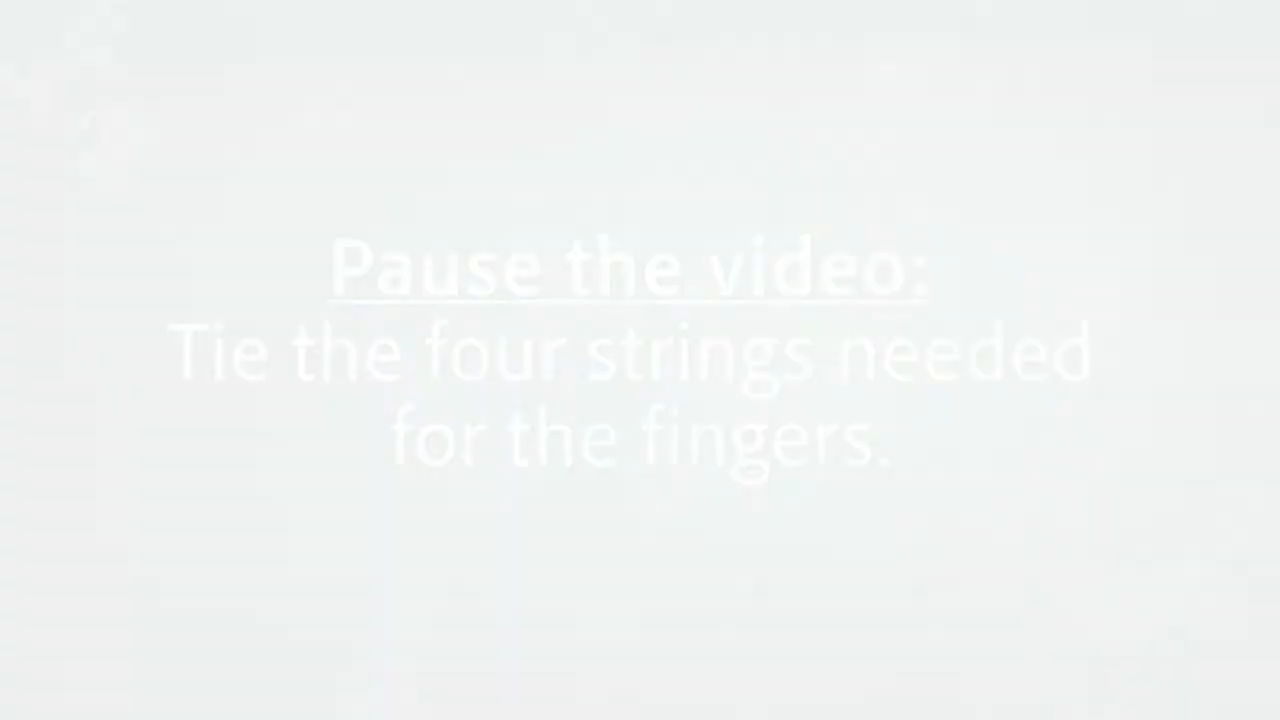 Pause the video:
Tie the four strings needed
for the fingers.